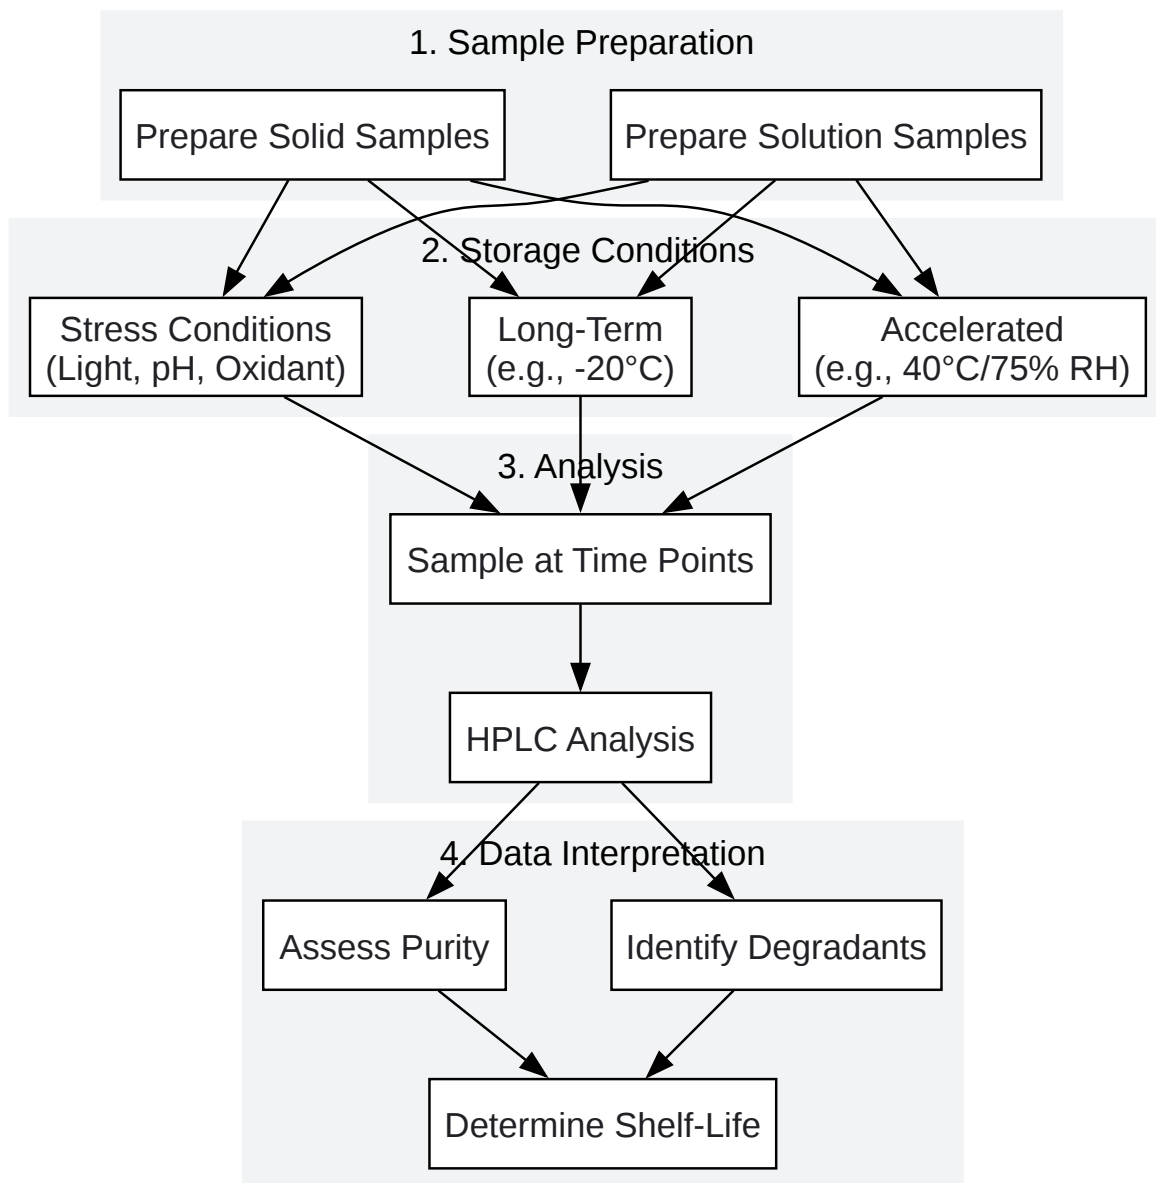 1. Sample Preparation
Prepare Solid Samples
Prepare Solution Samples
2. Storage Conditions
Stress Conditions
(Light, pH, Oxidant)
Long-Term
(e.g., -20°C)
Accelerated
(e.g., 40°C/75% RH)
3. Analysis
Sample at Time Points
HPLC Analysis
4. Data Interpretation
Assess Purity
Identify Degradants
Determine Shelf-Life